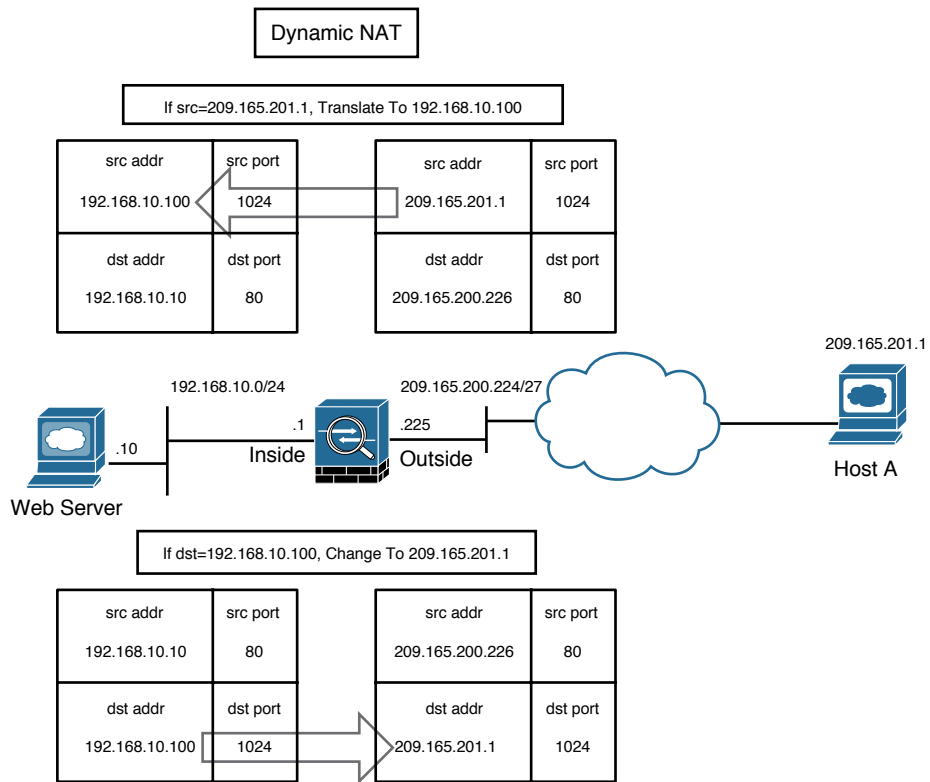 Dynamic NAT
If src=209.165.201.1, Translate To 192.168.10.100
src addr src port src addr src port
192.168.10.100 1024 209.165.201.1 1024
dst addr dst port dst addr dst port
192.168.10.10 80 209.165.200.226 80
209.165.201.1
192.168.10.0/24 209.165.200.224/27
.10 .1 .225
Inside Outside
Web Server Host A
If dst=192.168.10.100, Change To 209.165.201.1
src addr src port src addr src port
192.168.10.10 80 209.165.200.226 80
dst addr dst port dst addr dst port
192.168.10.100 1024 209.165.201.1 1024